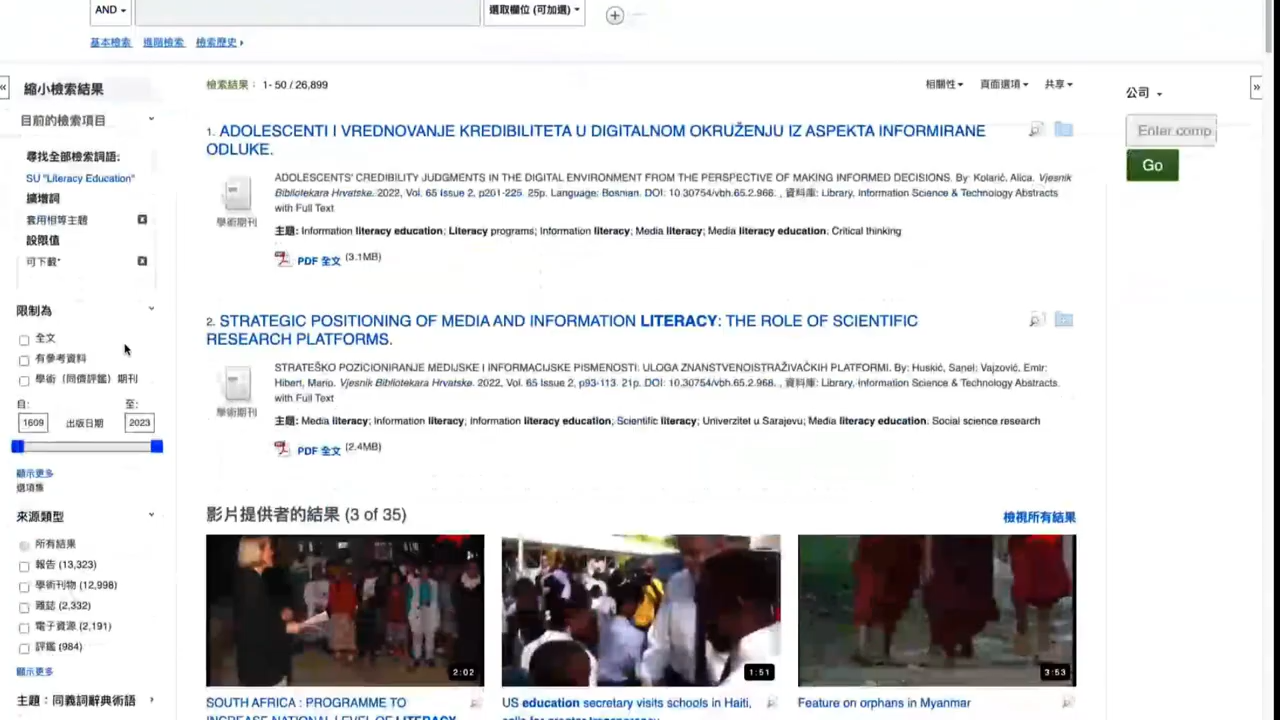 AND
選取欄位 (可加選)
基本檢索 進階檢索 檢索歷史
«
縮小檢索結果
目前的檢索項目
尋找全部檢索詞語:
SU "Literacy Education"
擴增詞
套用相等主題
設限值
可下載*
限制為
全文
有參考資料
學術（同儕評鑑）期刊
自: 至:
1609 出版日期 2023
顯示更多
選項集
來源類型
所有結果
報告 (13,323)
學術刊物 (12,998)
雜誌 (2,332)
電子資源 (2,191)
評鑑 (984)
顯示更多
主題：同義詞辭典術語
檢索結果： 1- 50 / 26,899
相關性 頁面選項 共享
1. ADOLESCENTI I VREDNOVANJE KREDIBILITETA U DIGITALNOM OKRUŽENJU IZ ASPEKTA INFORMIRANE
ODLUKE.
ADOLESCENTS' CREDIBILITY JUDGMENTS IN THE DIGITAL ENVIRONMENT FROM THE PERSPECTIVE OF MAKING INFORMED DECISIONS. By: Kolarić, Alica. Vjesnik
Bibliotekara Hrvatske. 2022, Vol. 65 Issue 2, p201-225. 25p. Language: Bosnian. DOI: 10.30754/vbh.65.2.966. , 資料庫: Library, Information Science & Technology Abstracts
with Full Text
學術期刊
主題: Information literacy education; Literacy programs; Information literacy; Media literacy; Media literacy education; Critical thinking
PDF 全文 (3.1MB)
2. STRATEGIC POSITIONING OF MEDIA AND INFORMATION LITERACY: THE ROLE OF SCIENTIFIC
RESEARCH PLATFORMS.
STRATEŠKO POZICIONIRANJE MEDIJSKE I INFORMACIJSKE PISMENOSTI: ULOGA ZNANSTVENOISTRAŽIVAČKIH PLATFORMI. By: Huskić, Sanel; Vajzović, Emir;
Hibert, Mario. Vjesnik Bibliotekara Hrvatske. 2022, Vol. 65 Issue 2, p93-113. 21p. DOI: 10.30754/vbh.65.2.968. , 資料庫: Library, Information Science & Technology Abstracts
with Full Text
學術期刊
主題: Media literacy; Information literacy; Information literacy education; Scientific literacy; Univerzitet u Sarajevu; Media literacy education; Social science research
PDF 全文 (2.4MB)
影片提供者的結果 (3 of 35)
檢視所有結果
2:02 1:51 3:53
SOUTH AFRICA : PROGRAMME TO
INCREASE NATIONAL LEVEL OF LITERACY
US education secretary visits schools in Haiti,
calls for greater transparency
Feature on orphans in Myanmar
»
公司
Enter comp
Go